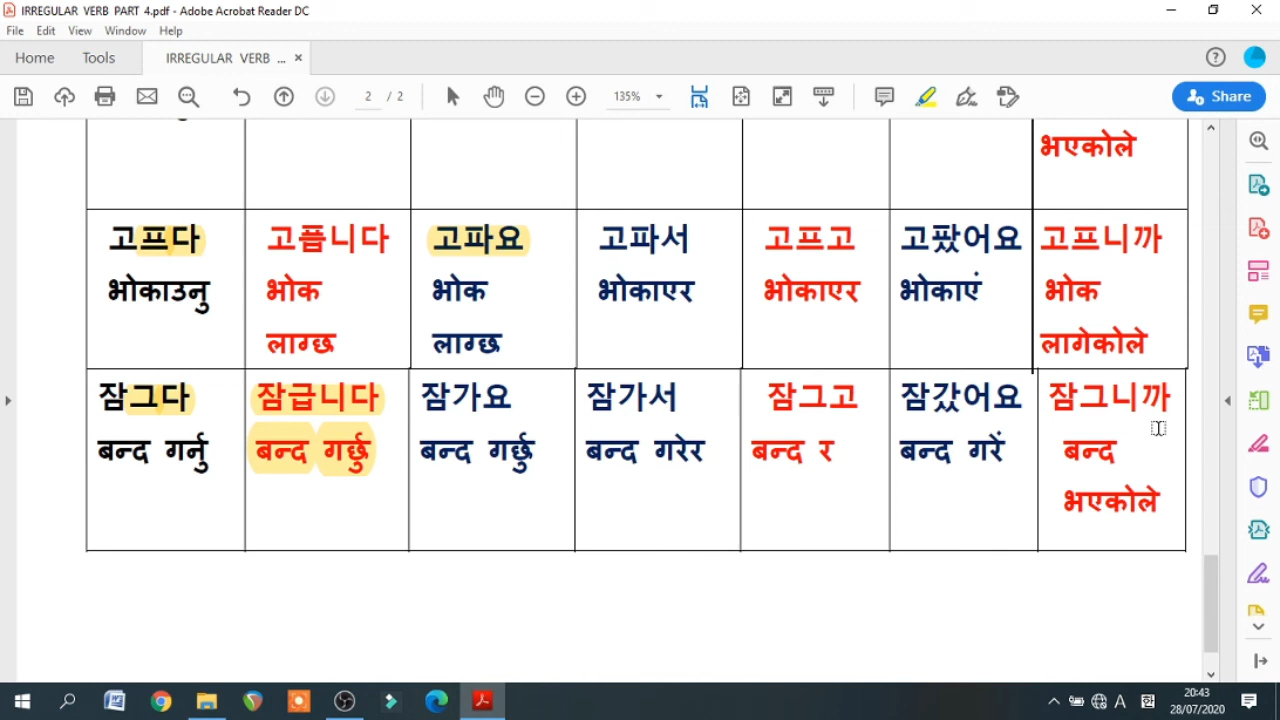 IRREGULAR VERB PART 4.pdf - Adobe Acrobat Reader DC
File Edit View Window Help
Home Tools IRREGULAR VERB ... ×
2 / 2 135% Share
भएकोले
고프다 고픕니다 고파요 고파서 고프고 고팠어요 고프니까
भोकाउनु भोक भोक भोकाएर भोकाएर भोकाएं भोक
लाग्छ लाग्छ लागेकोले
잠그다 잠급니다 잠가요 잠가서 잠그고 잠갔어요 잠그니까
बन्द गर्नु बन्द गर्छु बन्द गर्छु बन्द गरेर बन्द र बन्द गरें बन्द
भएकोले
A 한 20:43
28/07/2020